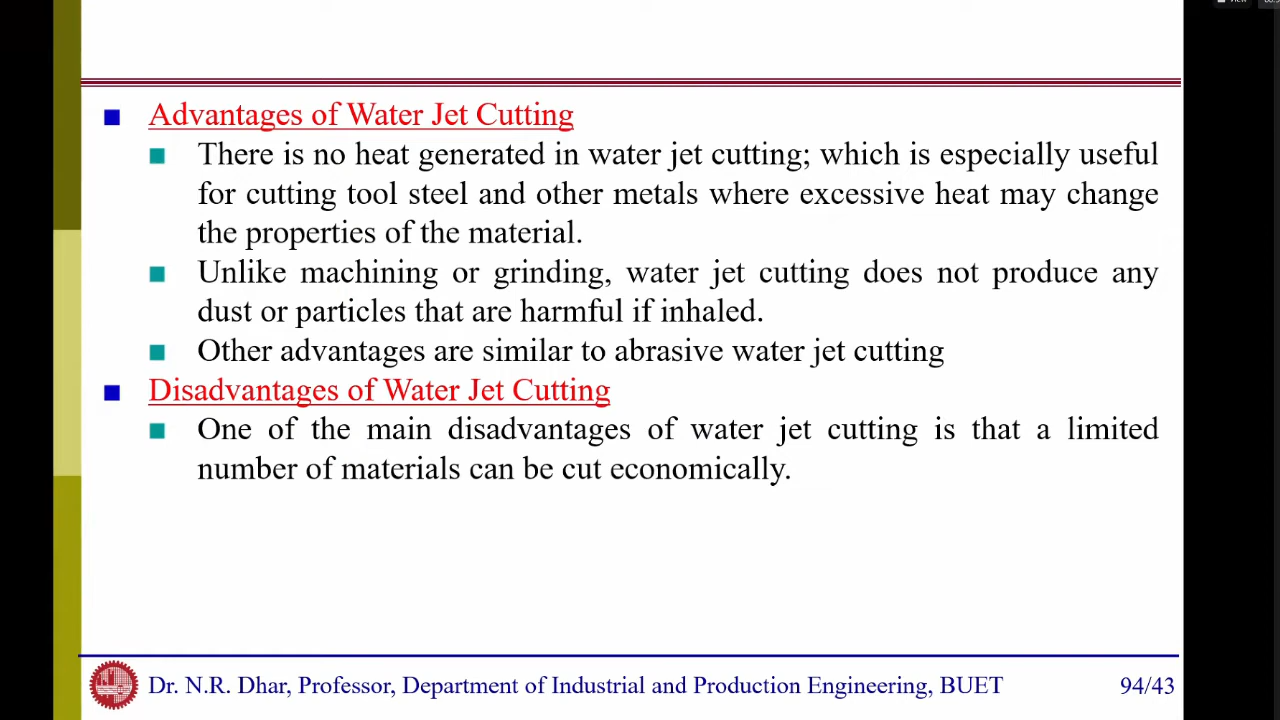 View
Advantages of Water Jet Cutting
There is no heat generated in water jet cutting; which is especially useful
for cutting tool steel and other metals where excessive heat may change
the properties of the material.
Unlike machining or grinding, water jet cutting does not produce any
dust or particles that are harmful if inhaled.
Other advantages are similar to abrasive water jet cutting
Disadvantages of Water Jet Cutting
One of the main disadvantages of water jet cutting is that a limited
number of materials can be cut economically.
Dr. N.R. Dhar, Professor, Department of Industrial and Production Engineering, BUET
94/43